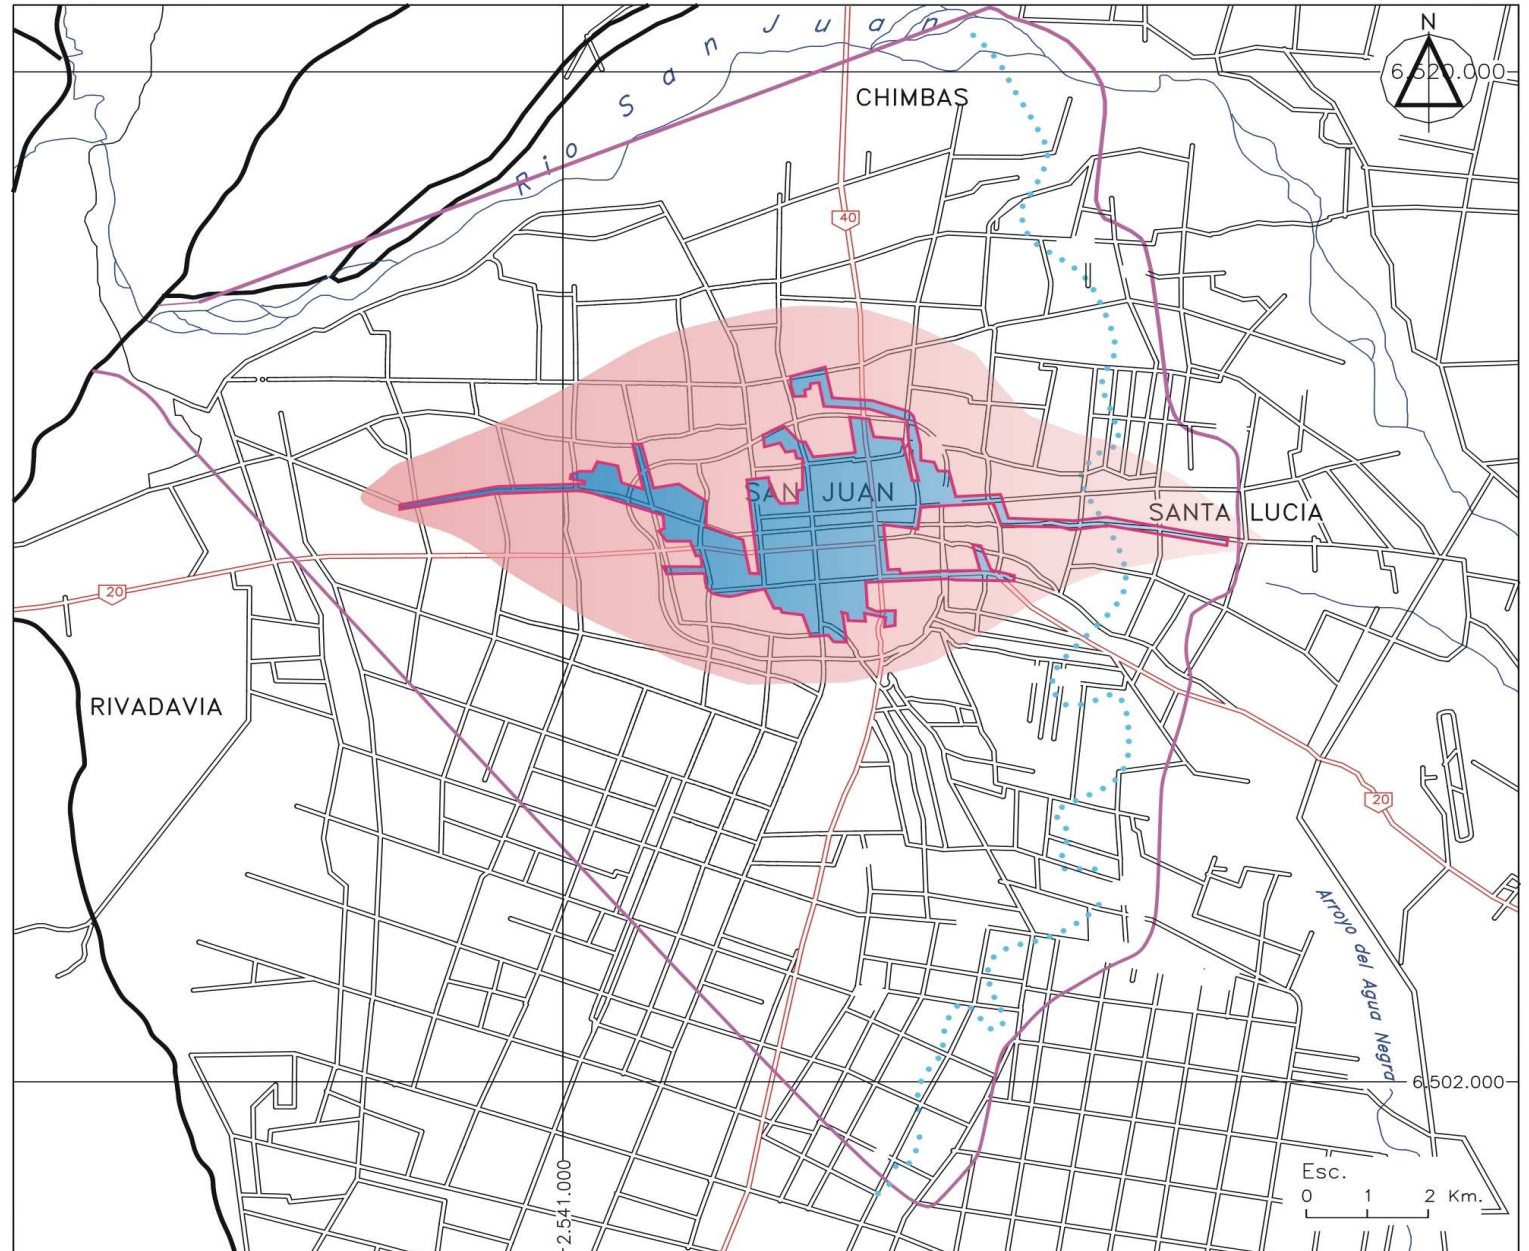 Rio San Juan
N
6.520.000
CHIMBAS
40
SAN JUAN
SANTA LUCIA
20
RIVADAVIA
20
Arroyo del Agua Negra
6.502.000
2.541.000
Esc.
0 1 2 Km.